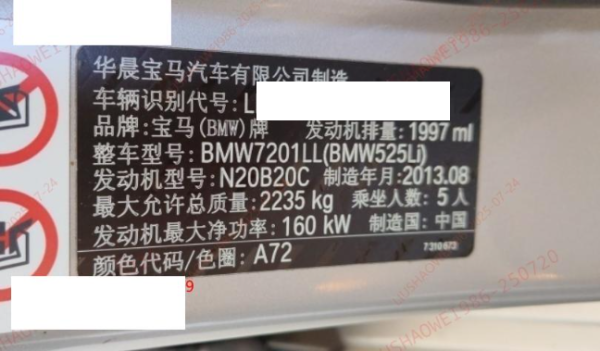 华晨宝马汽车有限公司制造
车辆识别代号: L
品牌: 宝马(BMW)牌 发动机排量: 1997 ml
整车型号: BMW7201LL(BMW525Li)
发动机型号: N20B20C 制造年月: 2013.08
最大允许总质量: 2235 kg 乘坐人数: 5人
发动机最大净功率: 160 kW 制造国: 中国
颜色代码/色圈: A72 7310673
9